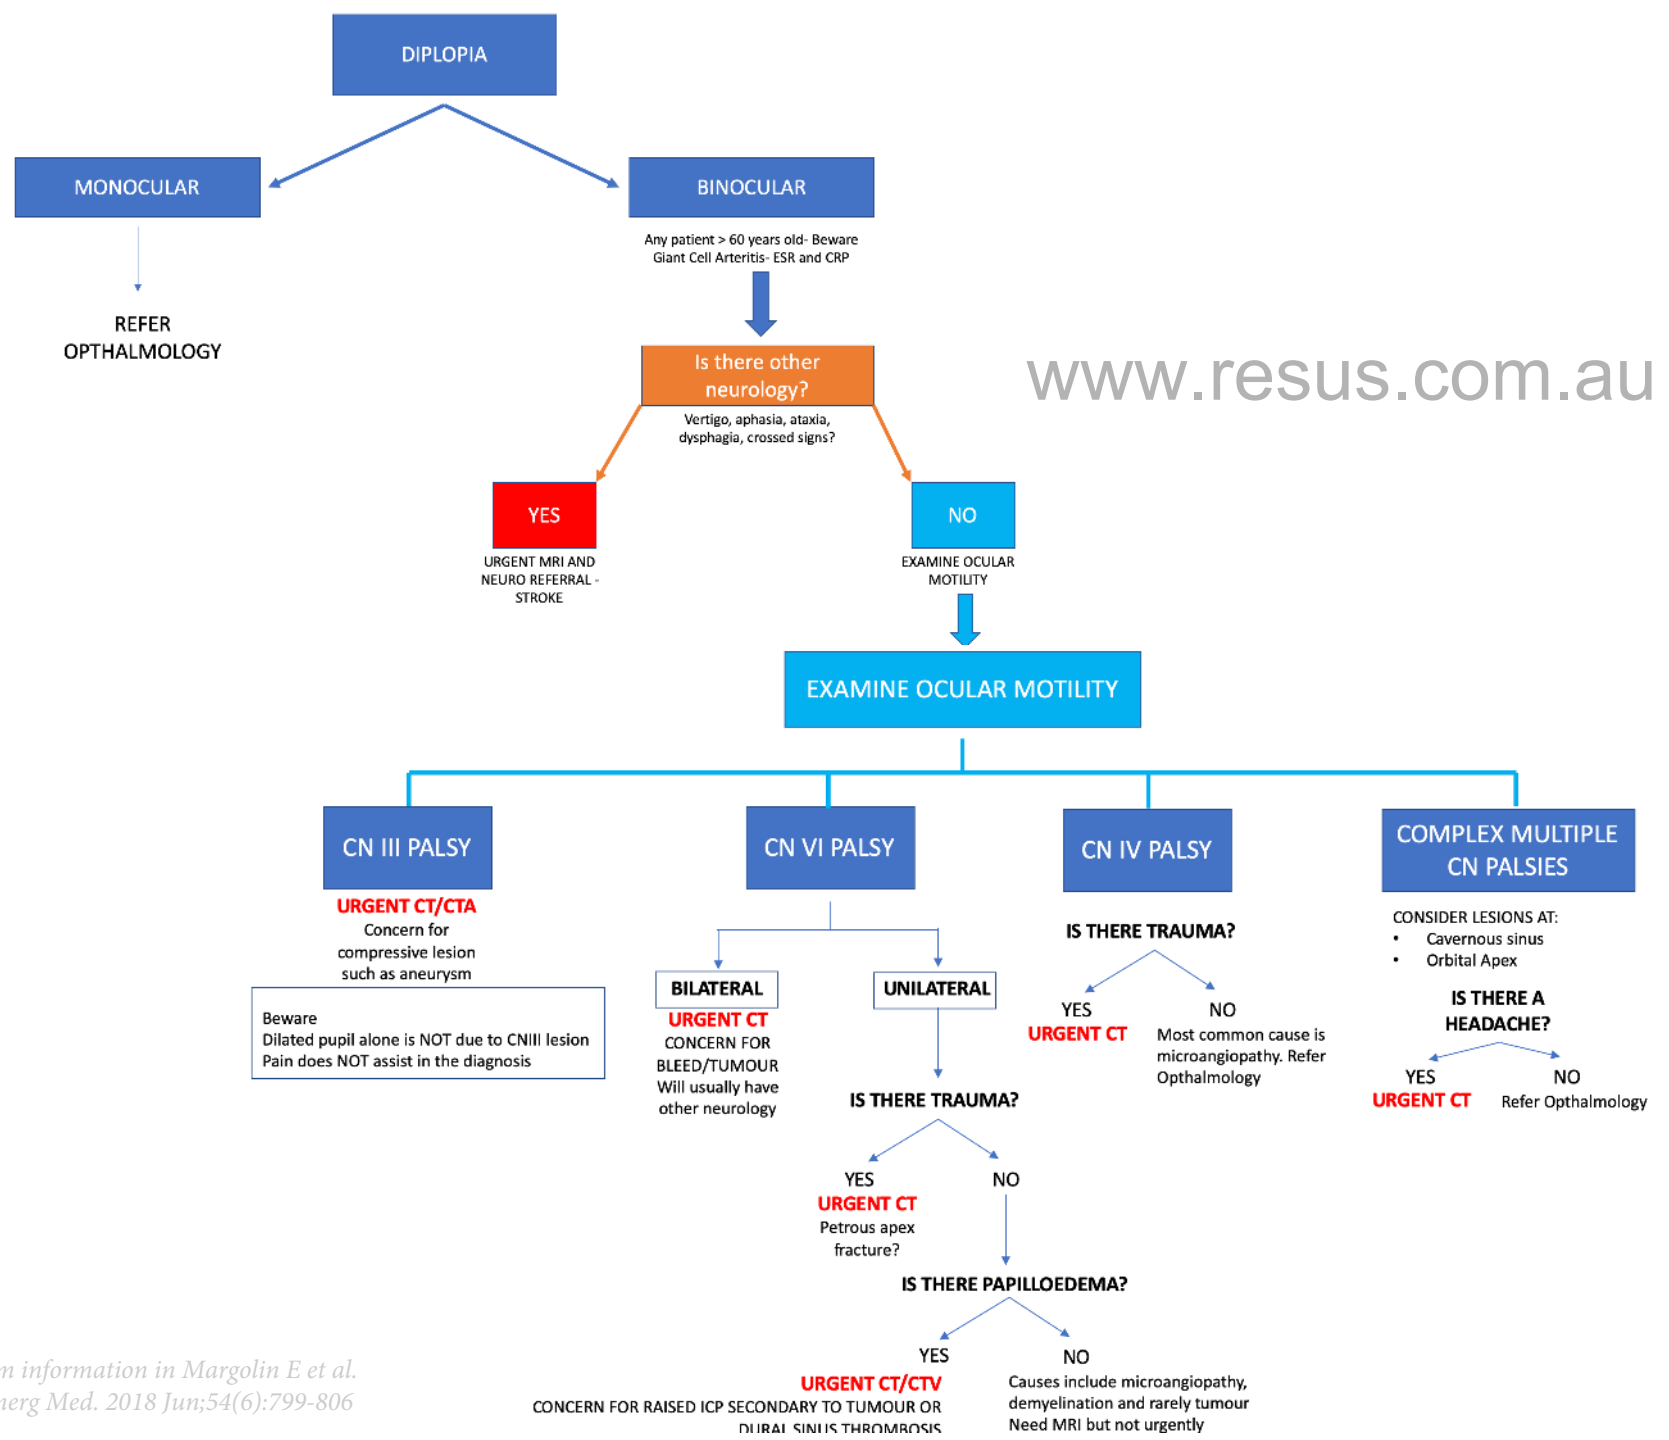 DIPLOPIA
MONOCULAR
BINOCULAR
Any patient > 60 years old- Beware
Giant Cell Arteritis- ESR and CRP
REFER
OPTHALMOLOGY
Is there other
neurology?
www.resus.com.au
Vertigo, aphasia, ataxia,
dysphagia, crossed signs?
YES
NO
URGENT MRI AND
NEURO REFERRAL -
STROKE
EXAMINE OCULAR
MOTILITY
EXAMINE OCULAR MOTILITY
CN III PALSY
URGENT CT/CTA
Concern for
compressive lesion
such as aneurysm
Beware
Dilated pupil alone is NOT due to CNIII lesion
Pain does NOT assist in the diagnosis
CN VI PALSY
BILATERAL
URGENT CT
CONCERN FOR
BLEED/TUMOUR
Will usually have
other neurology
UNILATERAL
IS THERE TRAUMA?
YES
URGENT CT
Petrous apex
fracture?
NO
IS THERE PAPILLOEDEMA?
YES
URGENT CT/CTV
CONCERN FOR RAISED ICP SECONDARY TO TUMOUR OR
DURAL SINUS THROMBOSIS
NO
Causes include microangiopathy,
demyelination and rarely tumour
Need MRI but not urgently
CN IV PALSY
IS THERE TRAUMA?
YES
URGENT CT
NO
Most common cause is
microangiopathy. Refer
Opthalmology
COMPLEX MULTIPLE
CN PALSIES
CONSIDER LESIONS AT:
• Cavernous sinus
• Orbital Apex
IS THERE A
HEADACHE?
YES
URGENT CT
NO
Refer Opthalmology
information in Margolin E et al.
Med. 2018 Jun;54(6):799-806